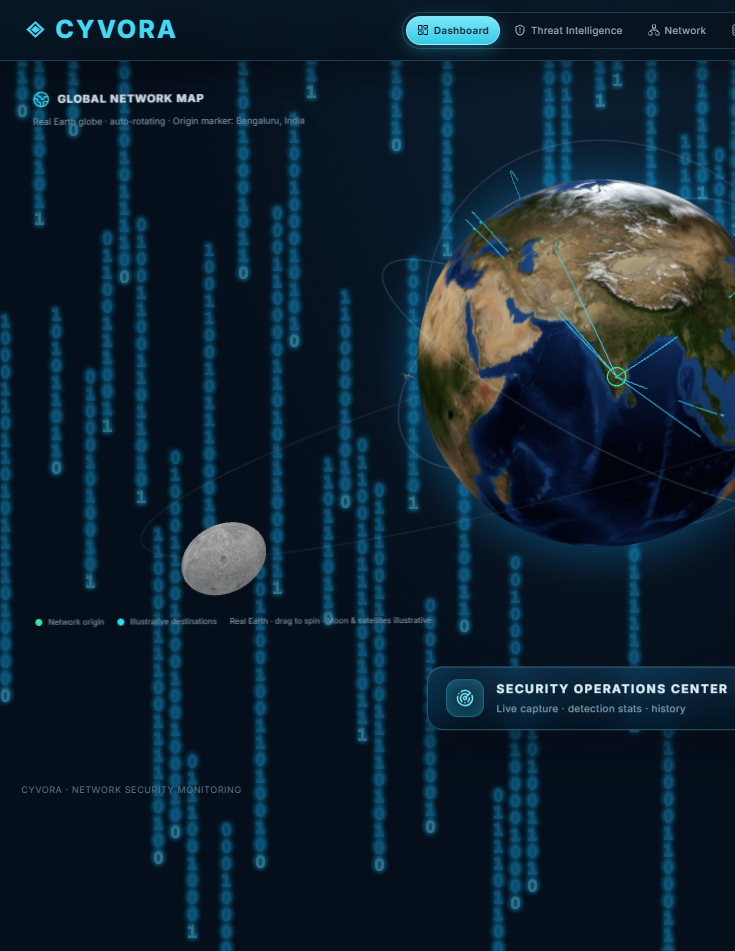 CYVORA
Dashboard
Threat Intelligence
Network
GLOBAL NETWORK MAP
Real Earth globe · auto-rotating · Origin marker: Bengaluru, India
Network origin
Illustrative destinations
Real Earth · drag to spin · Moon & satellites illustrative
SECURITY OPERATIONS CENTER
Live capture · detection stats · history
CYVORA · NETWORK SECURITY MONITORING